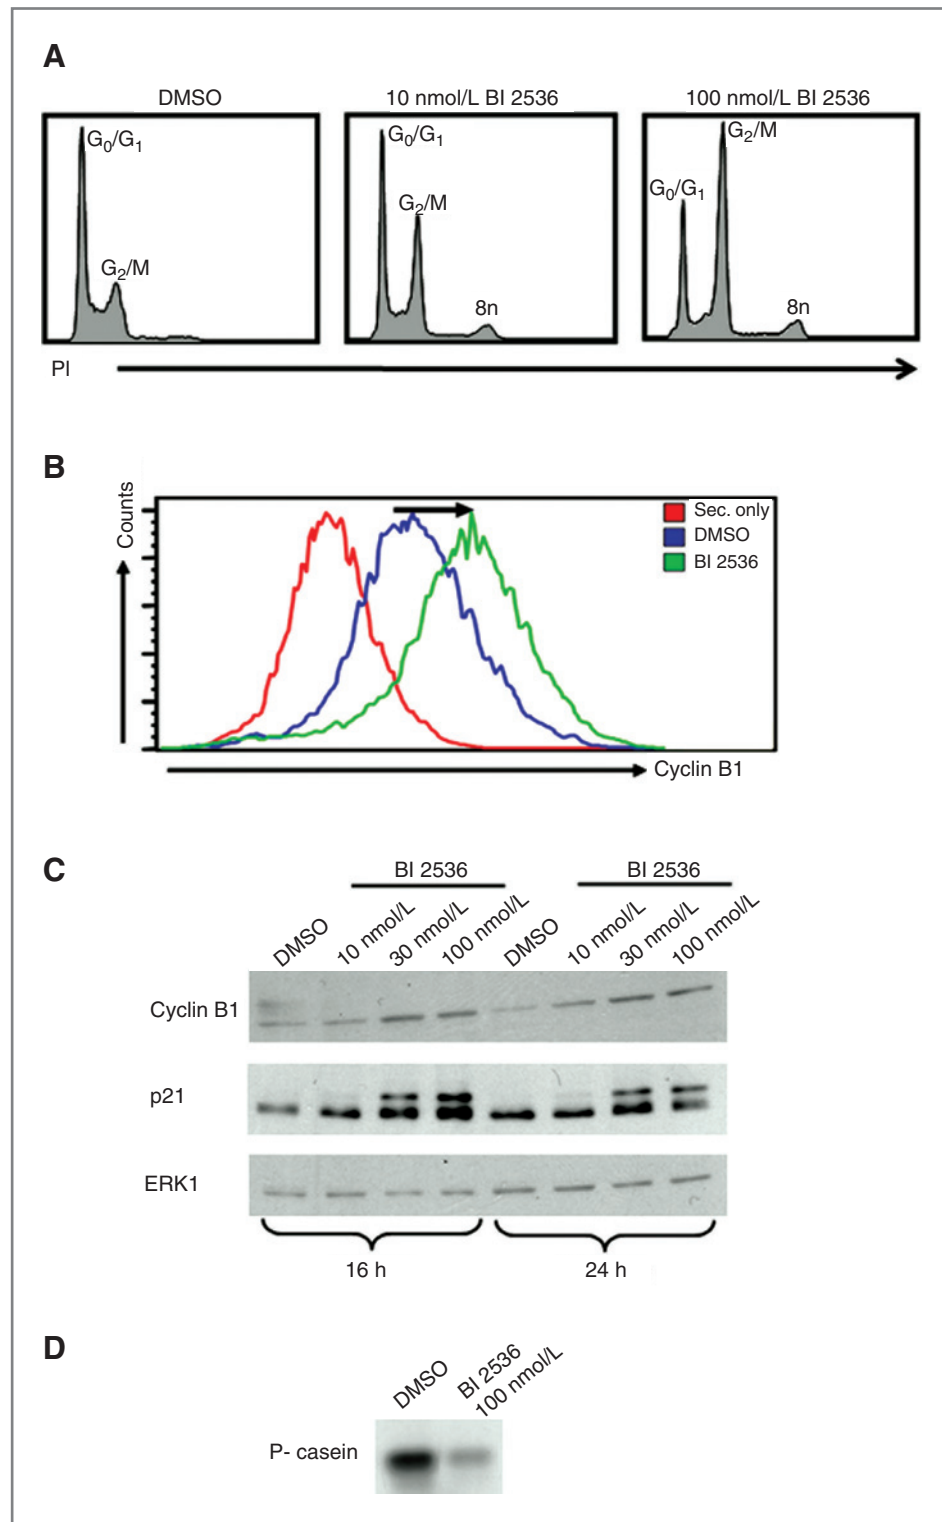 A
DMSO
10 nmol/L BI 2536
100 nmol/L BI 2536
G0/G1
G2/M
G0/G1
G2/M
8n
G0/G1
G2/M
8n
PI
B
Counts
Sec. only
DMSO
BI 2536
Cyclin B1
C
BI 2536
BI 2536
DMSO
10 nmol/L
30 nmol/L
100 nmol/L
DMSO
10 nmol/L
30 nmol/L
100 nmol/L
Cyclin B1
p21
ERK1
16 h
24 h
D
DMSO
BI 2536
100 nmol/L
P- casein